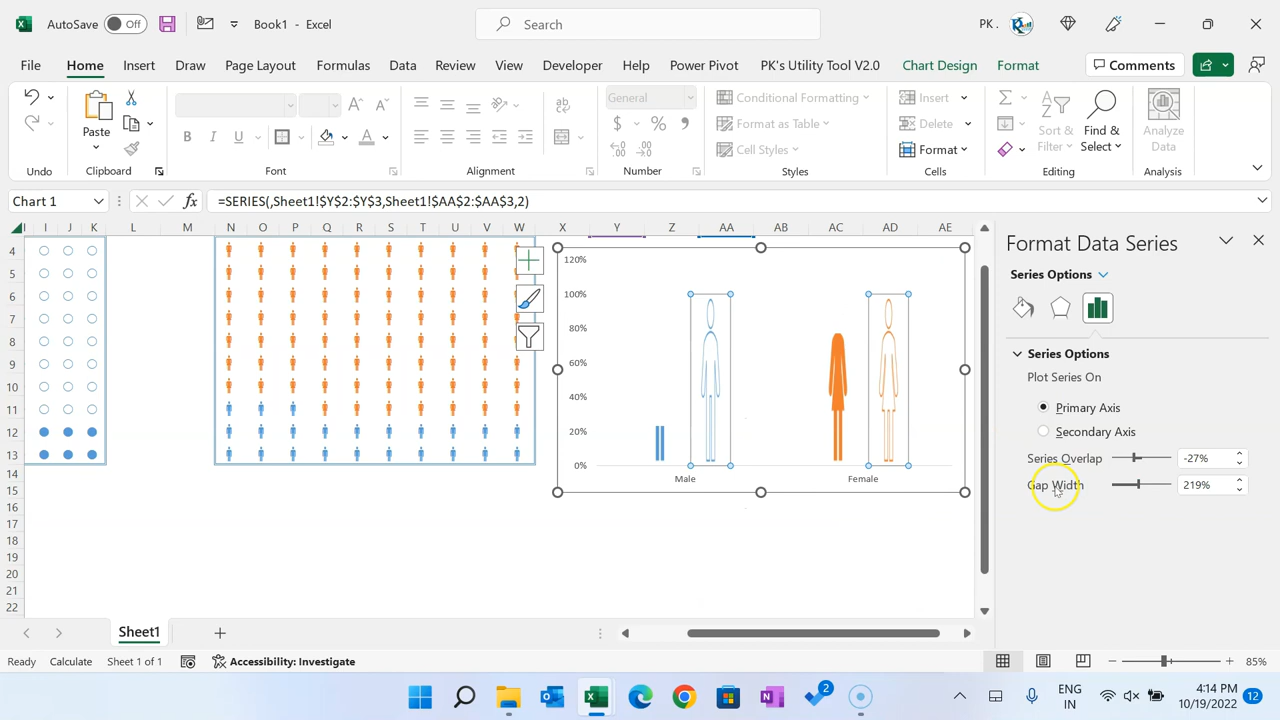 AutoSave Off Book1 - Excel Search PK .
File Home Insert Draw Page Layout Formulas Data Review View Developer Help Power Pivot PK's Utility Tool V2.0 Chart Design Format Comments
Paste
B I U A
General
$ % ,
Conditional Formatting
Format as Table
Cell Styles
Insert
Delete
Format
Sort & Filter
Find & Select
Analyze Data
Undo Clipboard Font Alignment Number Styles Cells Editing Analysis
Chart 1 fx =SERIES(,Sheet1!$Y$2:$Y$3,Sheet1!$AA$2:$AA$3,2)
I J K L M N O P Q R S T U V W X Y Z AA AB AC AD AE
4
5
6
7
8
9
10
11
12
13
14
15
16
17
18
19
20
21
22
120%
100%
80%
60%
40%
20%
0%
Male Female
Format Data Series
Series Options
Series Options
Plot Series On
Primary Axis
Secondary Axis
Series Overlap -27%
Gap Width 219%
Sheet1
Ready Calculate Sheet 1 of 1 Accessibility: Investigate 85%
2
ENG
IN
4:14 PM
10/19/2022
12